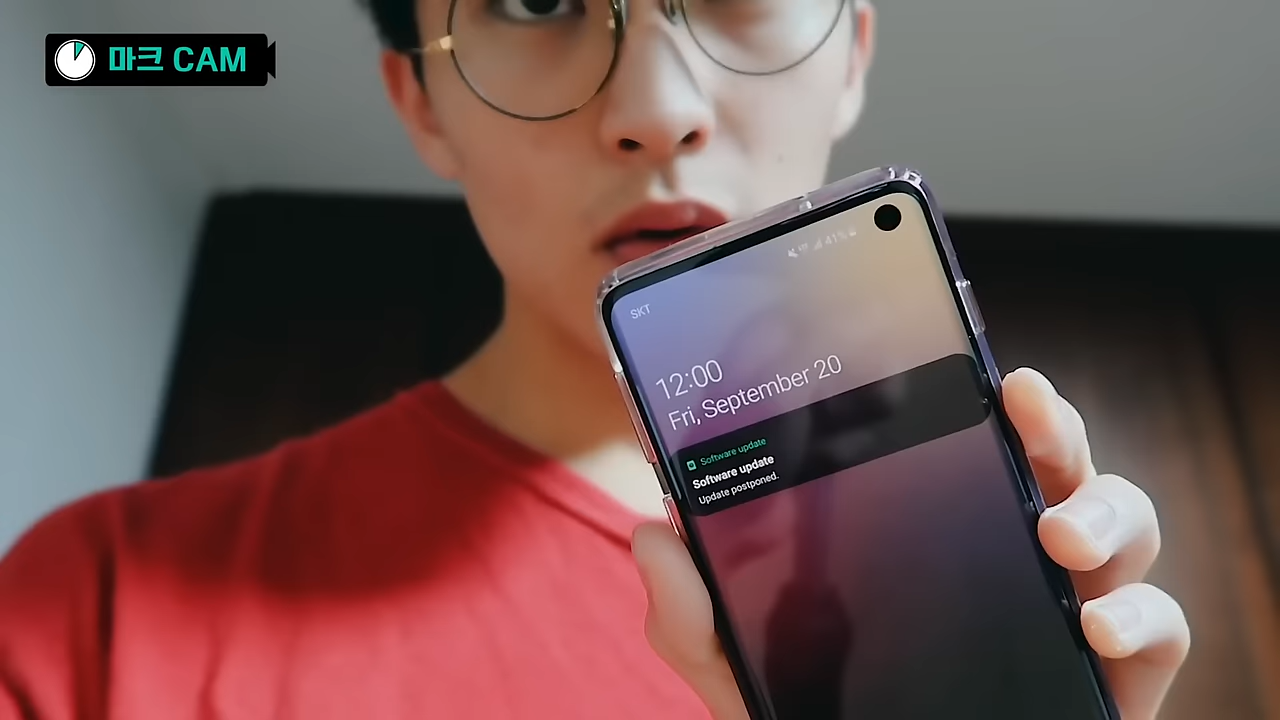 마크 CAM
41%
SKT
12:00
Fri, September 20
Software update
Software update
Update postponed.